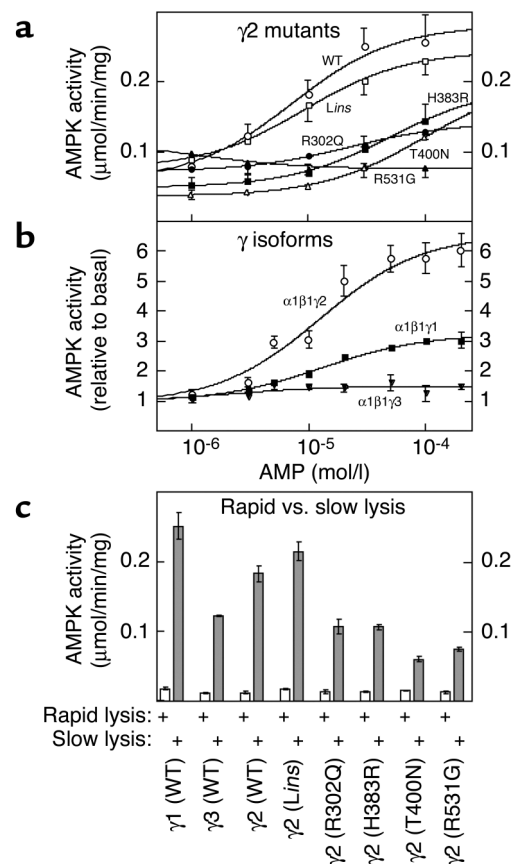 a
γ2 mutants
AMPK activity
(μmol/min/mg)
0.2
0.1
0.2
0.1
WT
Lins
H383R
R302Q
T400N
R531G
b
γ isoforms
AMPK activity
(relative to basal)
6
5
4
3
2
1
6
5
4
3
2
1
α1β1γ2
α1β1γ1
α1β1γ3
10-6
10-5
10-4
AMP (mol/l)
c
Rapid vs. slow lysis
AMPK activity
(μmol/min/mg)
0.2
0.1
0.2
0.1
Rapid lysis: + + + + + + + +
Slow lysis: + + + + + + + +
γ1 (WT)
γ3 (WT)
γ2 (WT)
γ2 (Lins)
γ2 (R302Q)
γ2 (H383R)
γ2 (T400N)
γ2 (R531G)